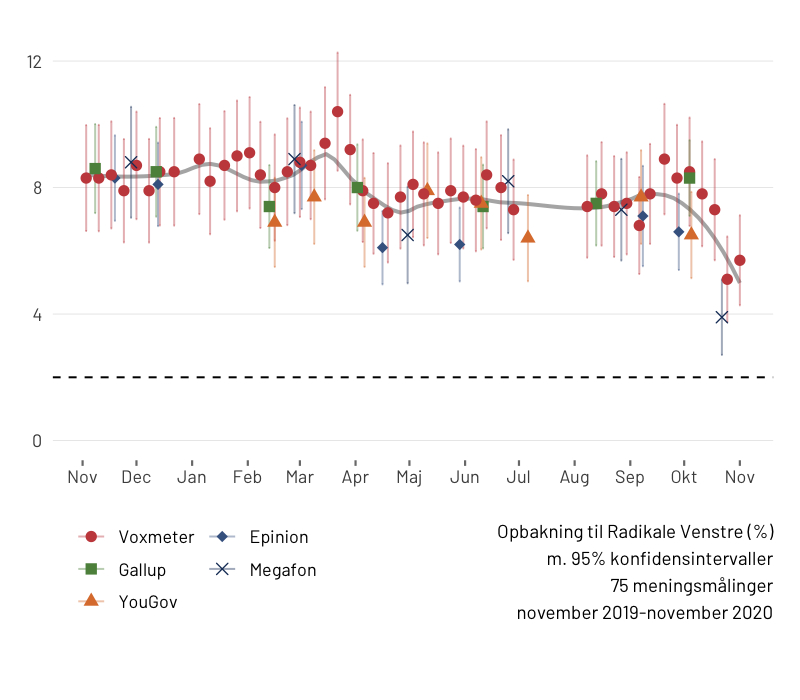 12
8
4
0
Nov Dec Jan Feb Mar Apr Maj Jun Jul Aug Sep Okt Nov
Voxmeter Epinion
Gallup Megafon
YouGov
Opbakning til Radikale Venstre (%)
m. 95% konfidensintervaller
75 meningsmålinger
november 2019-november 2020